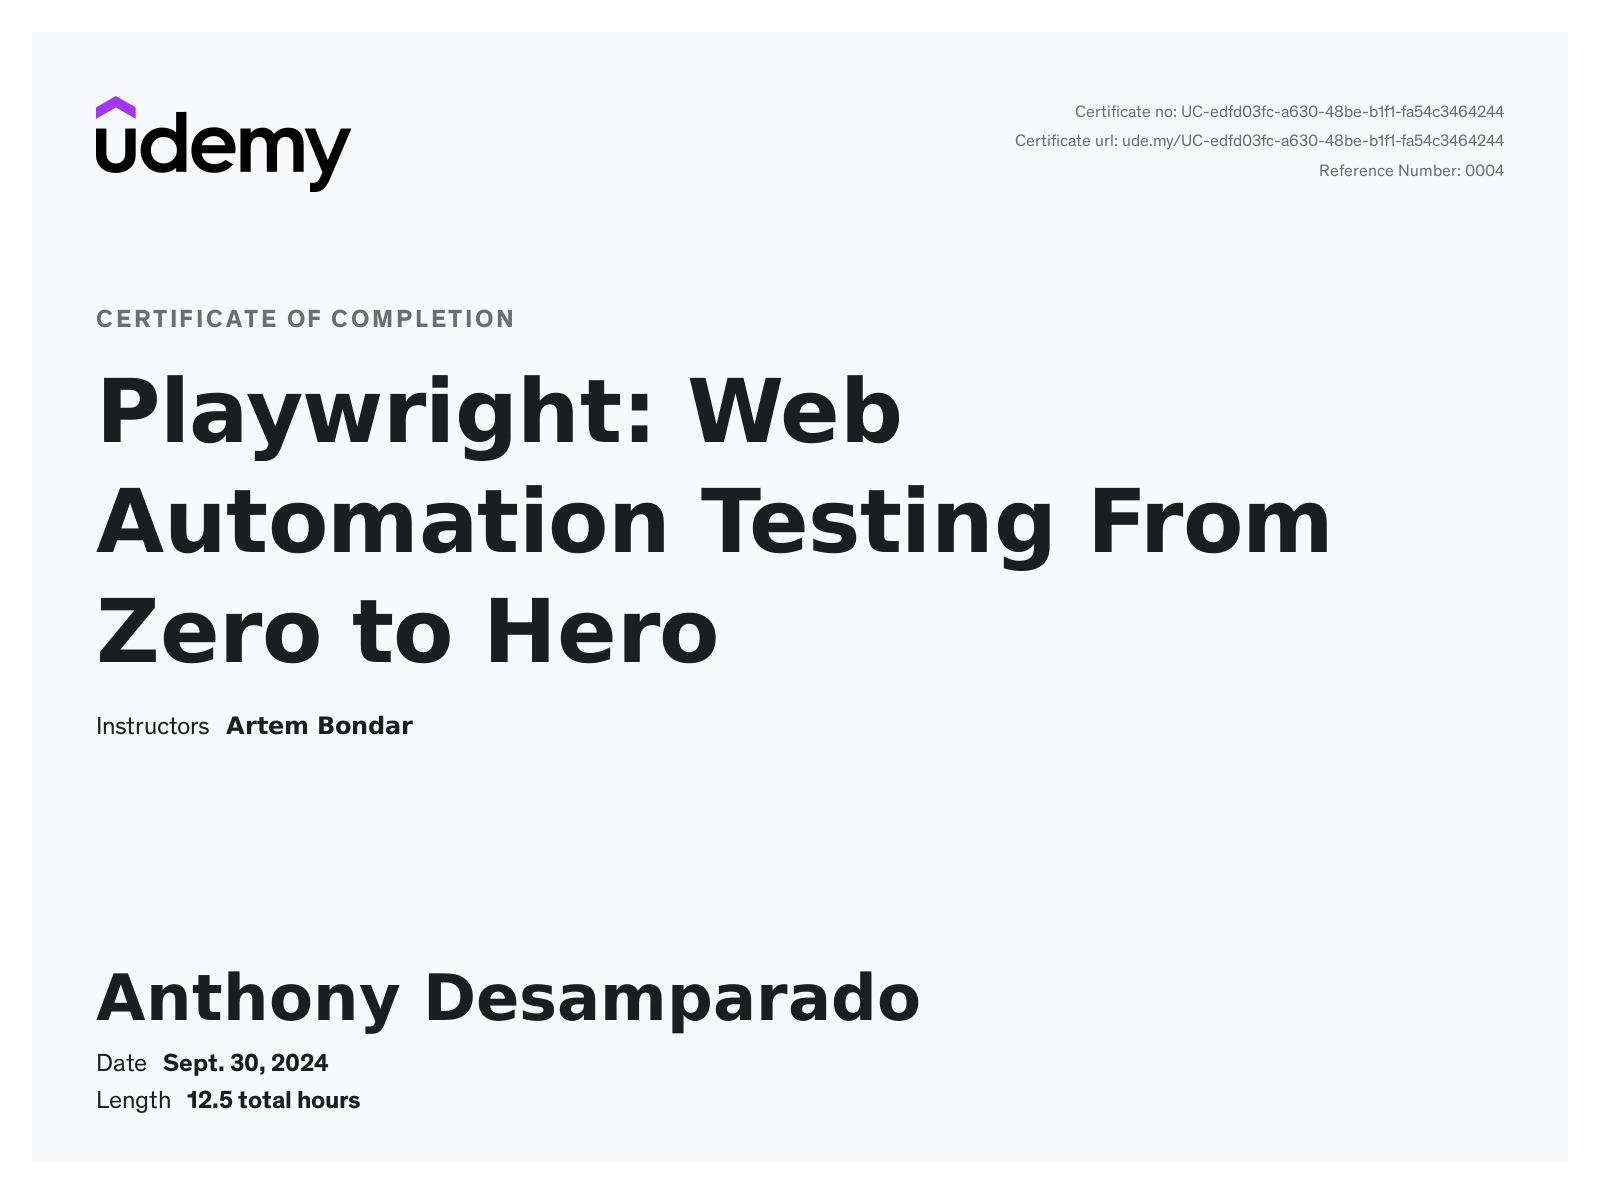 udemy
Certificate no: UC-edfd03fc-a630-48be-b1f1-fa54c3464244
Certificate url: ude.my/UC-edfd03fc-a630-48be-b1f1-fa54c3464244
Reference Number: 0004
CERTIFICATE OF COMPLETION
Playwright: Web
Automation Testing From
Zero to Hero
Instructors Artem Bondar
Anthony Desamparado
Date Sept. 30, 2024
Length 12.5 total hours